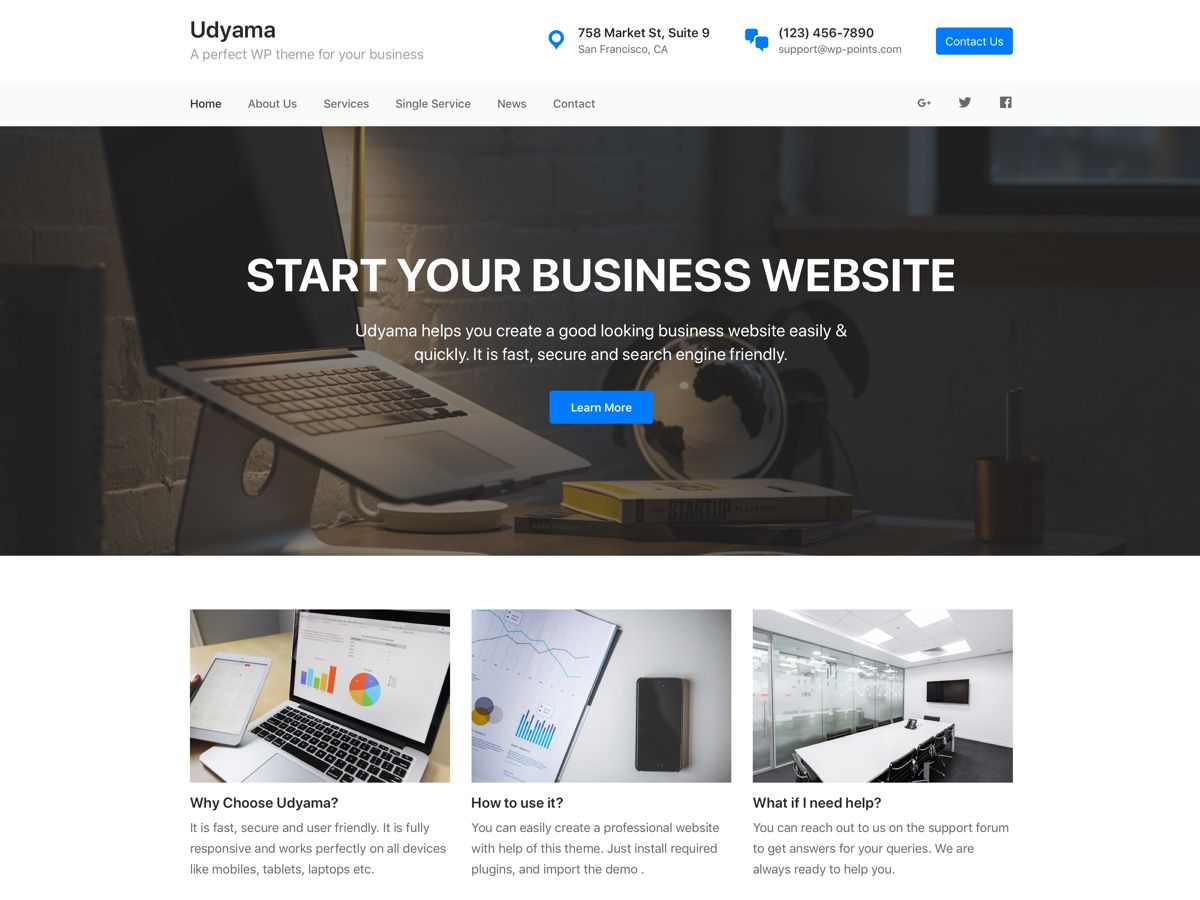 Udyama
A perfect WP theme for your business
758 Market St, Suite 9
San Francisco, CA
(123) 456-7890
support@wp-points.com
Contact Us
Home
About Us
Services
Single Service
News
Contact
START YOUR BUSINESS WEBSITE
Udyama helps you create a good looking business website easily &
quickly. It is fast, secure and search engine friendly.
Learn More
THE STARTUP PLAYBOOK
Why Choose Udyama?
It is fast, secure and user friendly. It is fully
responsive and works perfectly on all devices
like mobiles, tablets, laptops etc.
How to use it?
You can easily create a professional website
with help of this theme. Just install required
plugins, and import the demo .
What if I need help?
You can reach out to us on the support forum
to get answers for your queries. We are
always ready to help you.